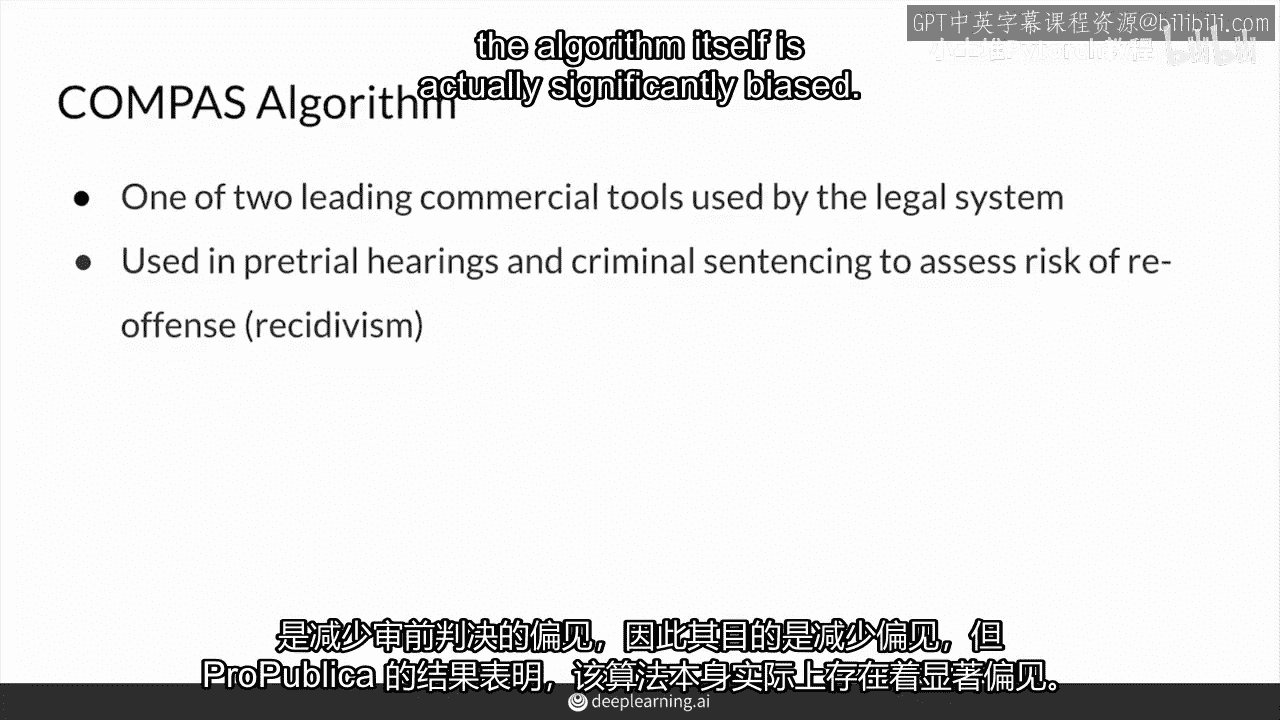 GPT中英字幕课程资源@bilibili.com
the algorithm itself is
actually significantly biased.
COMPAS Algorithm
● One of two leading commercial tools used by the legal system
● Used in pretrial hearings and criminal sentencing to assess risk of re-
offense (recidivism)
是减少审前判决的偏见，因此其目的是减少偏见，但
ProPublica 的结果表明，该算法本身实际上存在着显著偏见。
deeplearning.ai